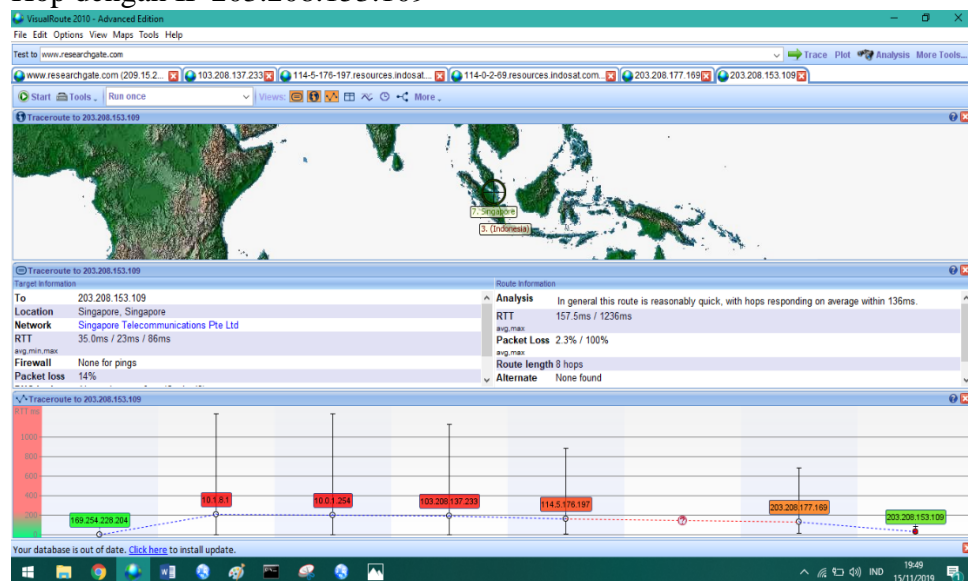 Hop dengan IP 203.208.153.109
VisualRoute 2010 - Advanced Edition
File Edit Options View Maps Tools Help
Test to www.researchgate.com Trace Plot Analysis More Tools...
www.researchgate.com (209.15.2... 103.208.137.233 114-5-176-197.resources.indosat... 114-0-2-69.resources.indosat.com... 203.208.177.169 203.208.153.109
Start Tools Run once Views: More
Traceroute to 203.208.153.109
7. Singapore
3. (Indonesia)
Traceroute to 203.208.153.109
Target Information
To 203.208.153.109
Location Singapore, Singapore
Network Singapore Telecommunications Pte Ltd
RTT 35.0ms / 23ms / 86ms
avg,min,max
Firewall None for pings
Packet loss 14%
Route Information
Analysis In general this route is reasonably quick, with hops responding on average within 136ms.
RTT 157.5ms / 1236ms
avg,max
Packet Loss 2.3% / 100%
avg,max
Route length 8 hops
Alternate None found
Traceroute to 203.208.153.109
RTT ms
1000
800
600
400
200
0
169.254.228.204
10.1.8.1
10.0.1.254
103.208.137.233
114.5.176.197
?
203.208.177.169
203.208.153.109
Your database is out of date. Click here to install update.
IND
19:49
15/11/2019